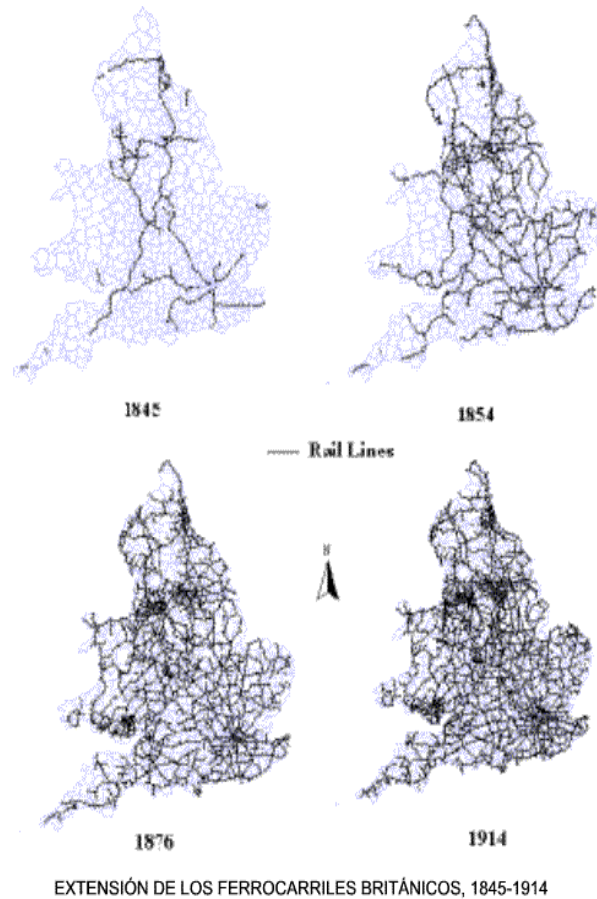 1845
1854
Rail Lines
N
1876
1914
EXTENSIÓN DE LOS FERROCARRILES BRITÁNICOS, 1845-1914